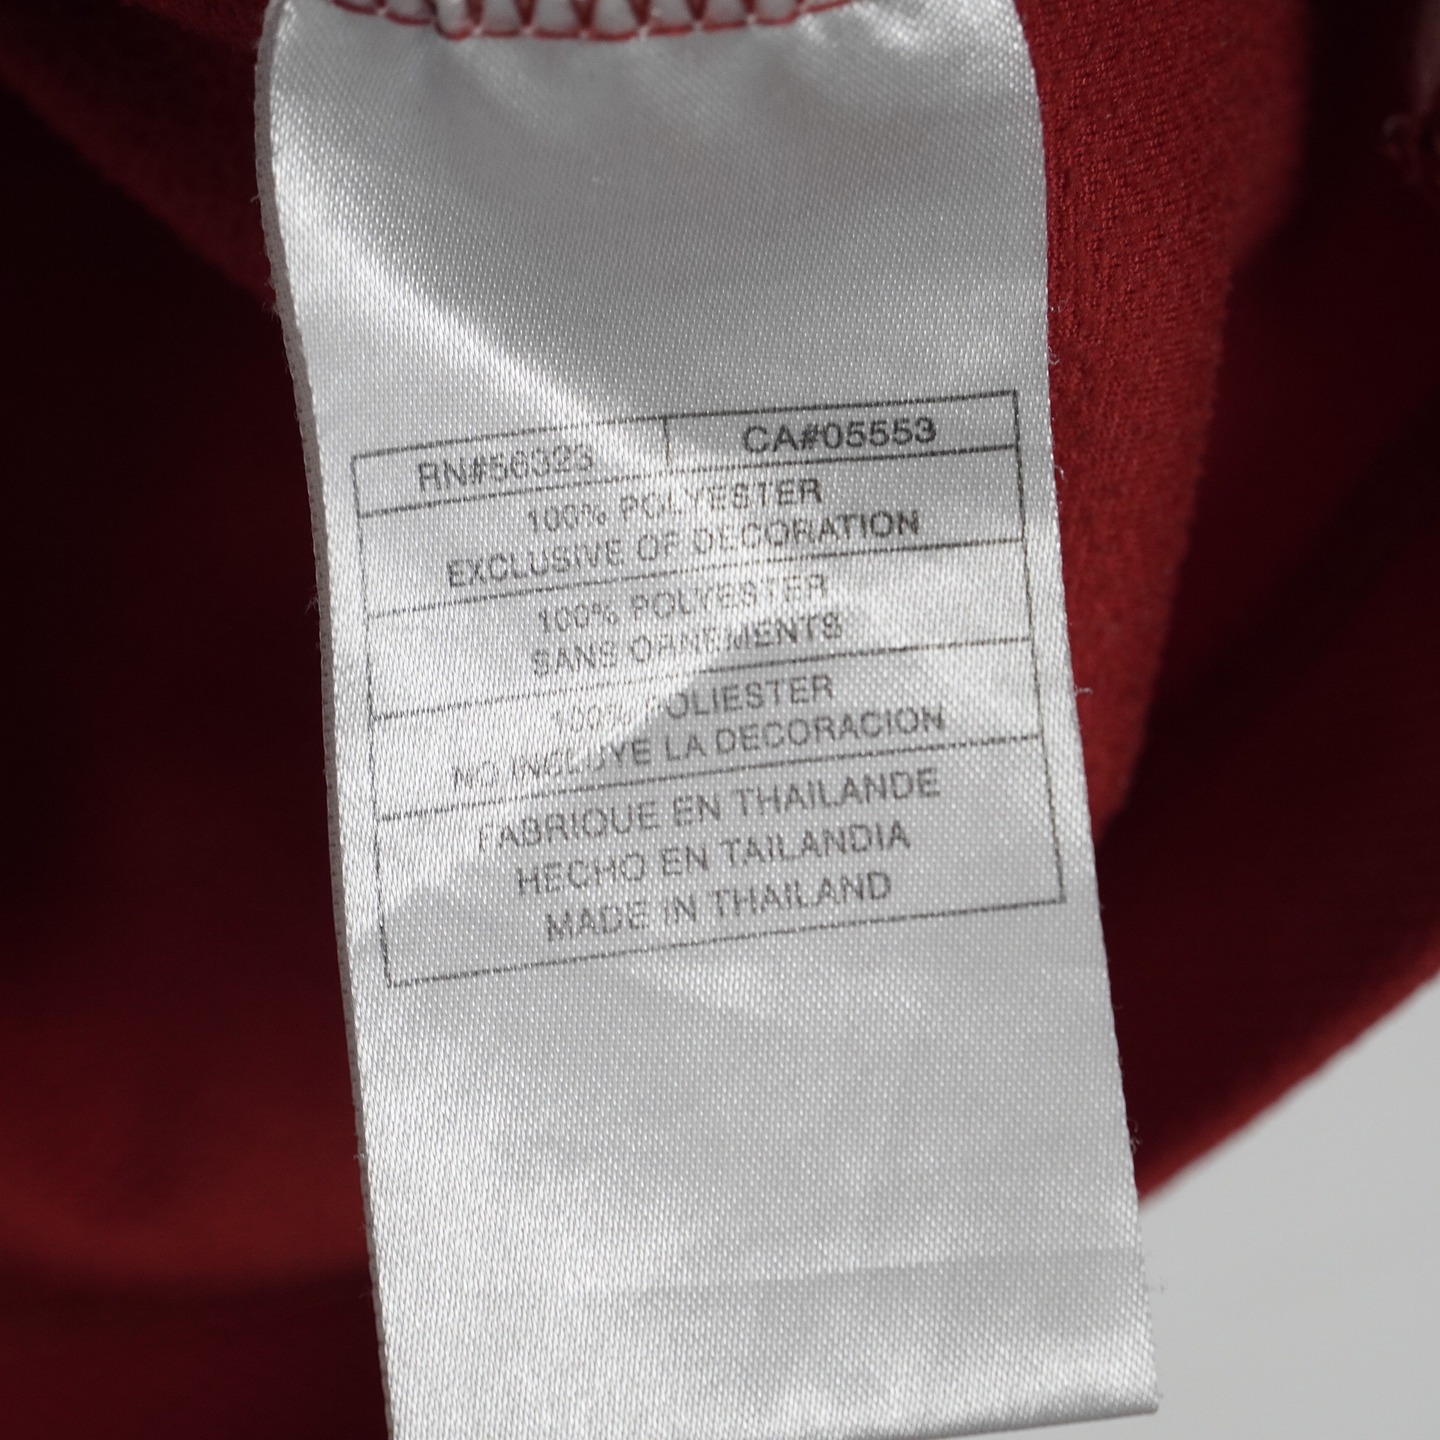 RN#56323 CA#05553
100% POLYESTER
EXCLUSIVE OF DECORATION
100% POLYESTER
SANS ORNEMENTS
100% POLIESTER
NO INCLUYE LA DECORACION
FABRIQUE EN THAILANDE
HECHO EN TAILANDIA
MADE IN THAILAND